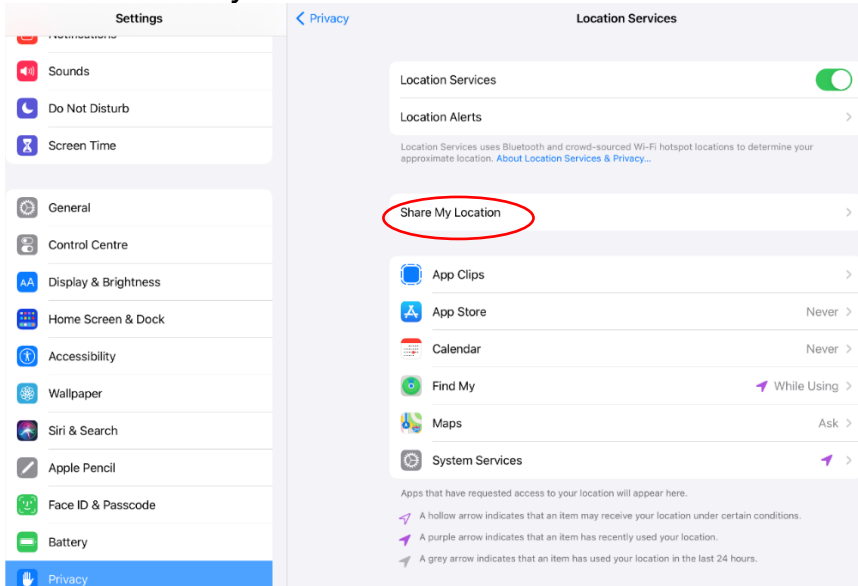 Settings
Notifications
Sounds
Do Not Disturb
Screen Time
General
Control Centre
AA Display & Brightness
Home Screen & Dock
Accessibility
Wallpaper
Siri & Search
Apple Pencil
Face ID & Passcode
Battery
Privacy
Privacy
Location Services
Location Services
Location Alerts
Location Services uses Bluetooth and crowd-sourced Wi-Fi hotspot locations to determine your
approximate location. About Location Services & Privacy...
Share My Location
App Clips
App Store Never
Calendar Never
Find My While Using
Maps Ask
System Services
Apps that have requested access to your location will appear here.
A hollow arrow indicates that an item may receive your location under certain conditions.
A purple arrow indicates that an item has recently used your location.
A grey arrow indicates that an item has used your location in the last 24 hours.